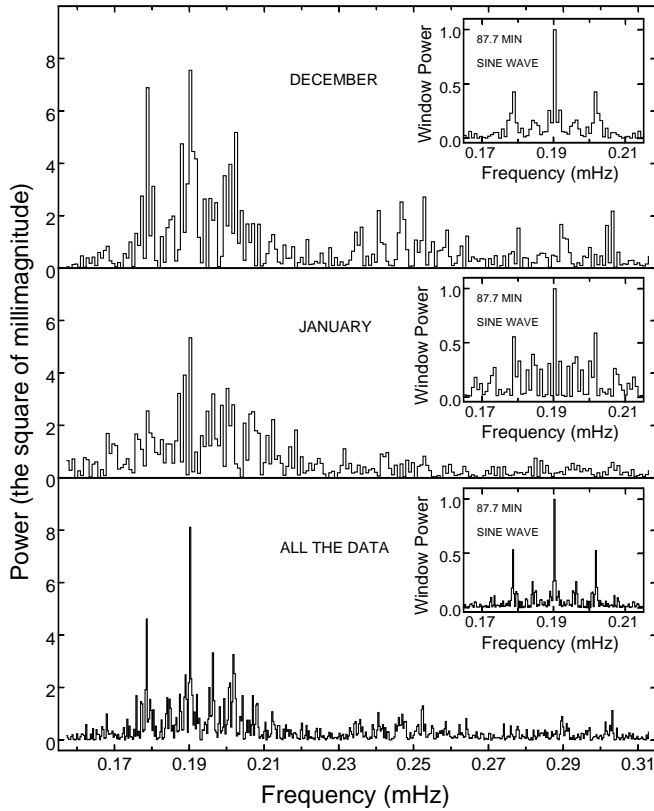 DECEMBER
8
6
4
2
0
Window Power
1.0
0.5
0.0
87.7 MIN
SINE WAVE
0.17 0.19 0.21
Frequency (mHz)
JANUARY
6
4
2
0
Window Power
1.0
0.5
0.0
87.7 MIN
SINE WAVE
0.17 0.19 0.21
Frequency (mHz)
ALL THE DATA
8
6
4
2
0
Window Power
1.0
0.5
0.0
87.7 MIN
SINE WAVE
0.17 0.19 0.21
Frequency (mHz)
Power (the square of millimagnitude)
0.17 0.19 0.21 0.23 0.25 0.27 0.29 0.31
Frequency (mHz)